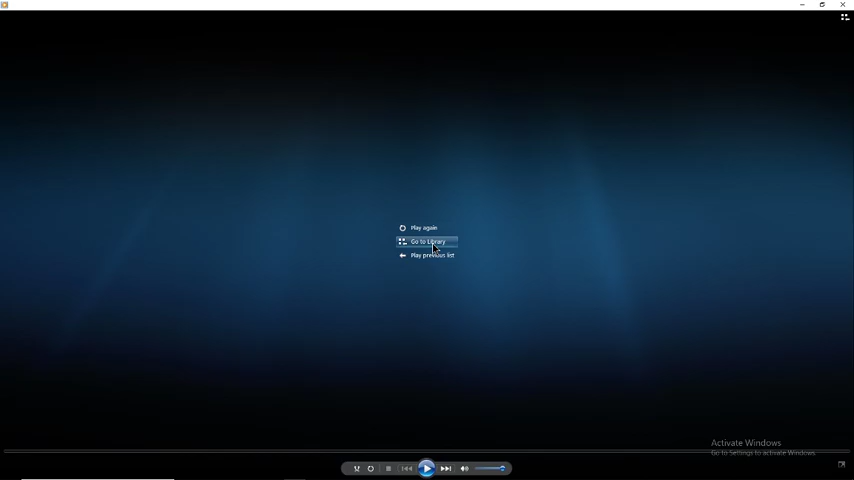 Play again
Go to Library
Play previous list
Activate Windows
Go to Settings to activate Windows.